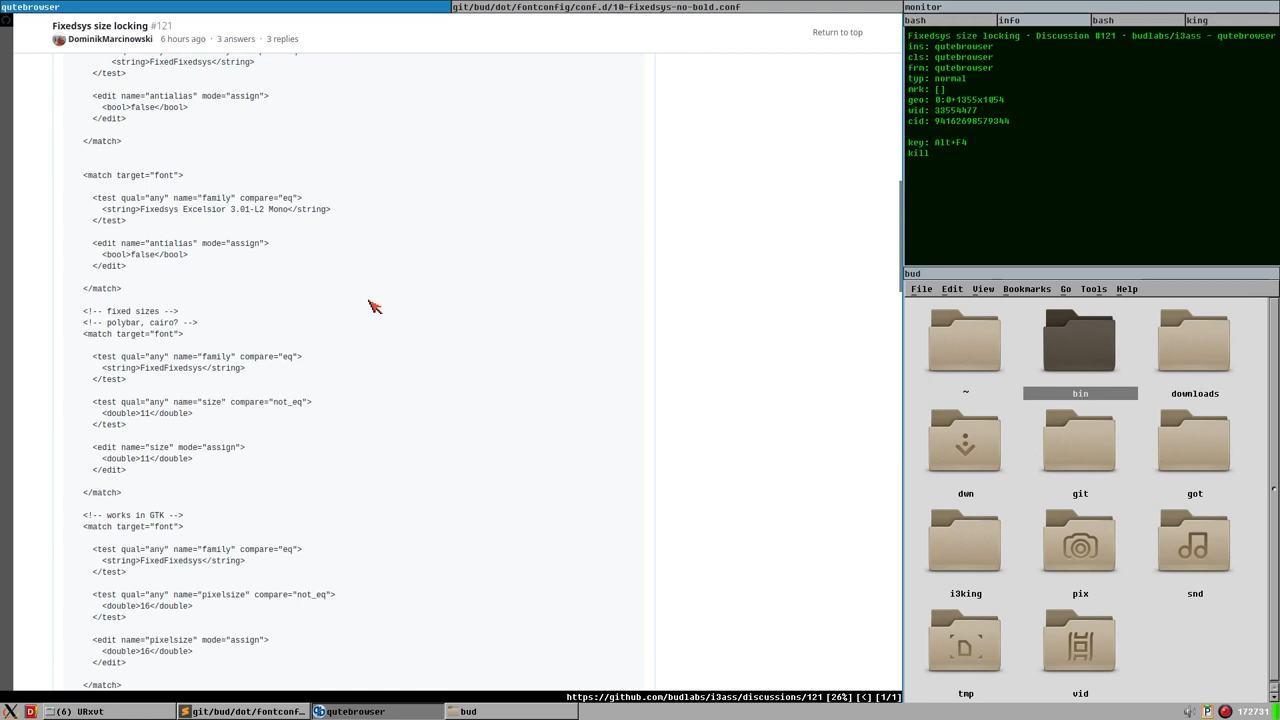 qutebrowser
git/bud/dot/fontconfig/conf.d/10-fixedsys-no-bold.conf
monitor
Fixedsys size locking #121
DominikMarcinowski 6 hours ago · 3 answers · 3 replies
Return to top
<string>FixedFixedsys</string>
</test>
<edit name="antialias" mode="assign">
<bool>false</bool>
</edit>
</match>
<match target="font">
<test qual="any" name="family" compare="eq">
<string>Fixedsys Excelsior 3.01-L2 Mono</string>
</test>
<edit name="antialias" mode="assign">
<bool>false</bool>
</edit>
</match>
<!-- fixed sizes -->
<!-- polybar, cairo? -->
<match target="font">
<test qual="any" name="family" compare="eq">
<string>FixedFixedsys</string>
</test>
<test qual="any" name="size" compare="not_eq">
<double>11</double>
</test>
<edit name="size" mode="assign">
<double>11</double>
</edit>
</match>
<!-- works in GTK -->
<match target="font">
<test qual="any" name="family" compare="eq">
<string>FixedFixedsys</string>
</test>
<test qual="any" name="pixelsize" compare="not_eq">
<double>16</double>
</test>
<edit name="pixelsize" mode="assign">
<double>16</double>
</edit>
</match>
https://github.com/budlabs/i3ass/discussions/121 [26%] [<] [1/1]
bash
info
bash
king
Fixedsys size locking · Discussion #121 · budlabs/i3ass - qutebrowser
ins: qutebrowser
cls: qutebrowser
frm: qutebrowser
typ: normal
mrk: []
geo: 0:0+1355x1054
wid: 33554477
cid: 94162698579344
key: Alt+F4
kill
bud
File Edit View Bookmarks Go Tools Help
~
bin
downloads
dwn
git
got
i3king
pix
snd
tmp
vid
(6) URxvt
git/bud/dot/fontconf...
qutebrowser
bud
172731